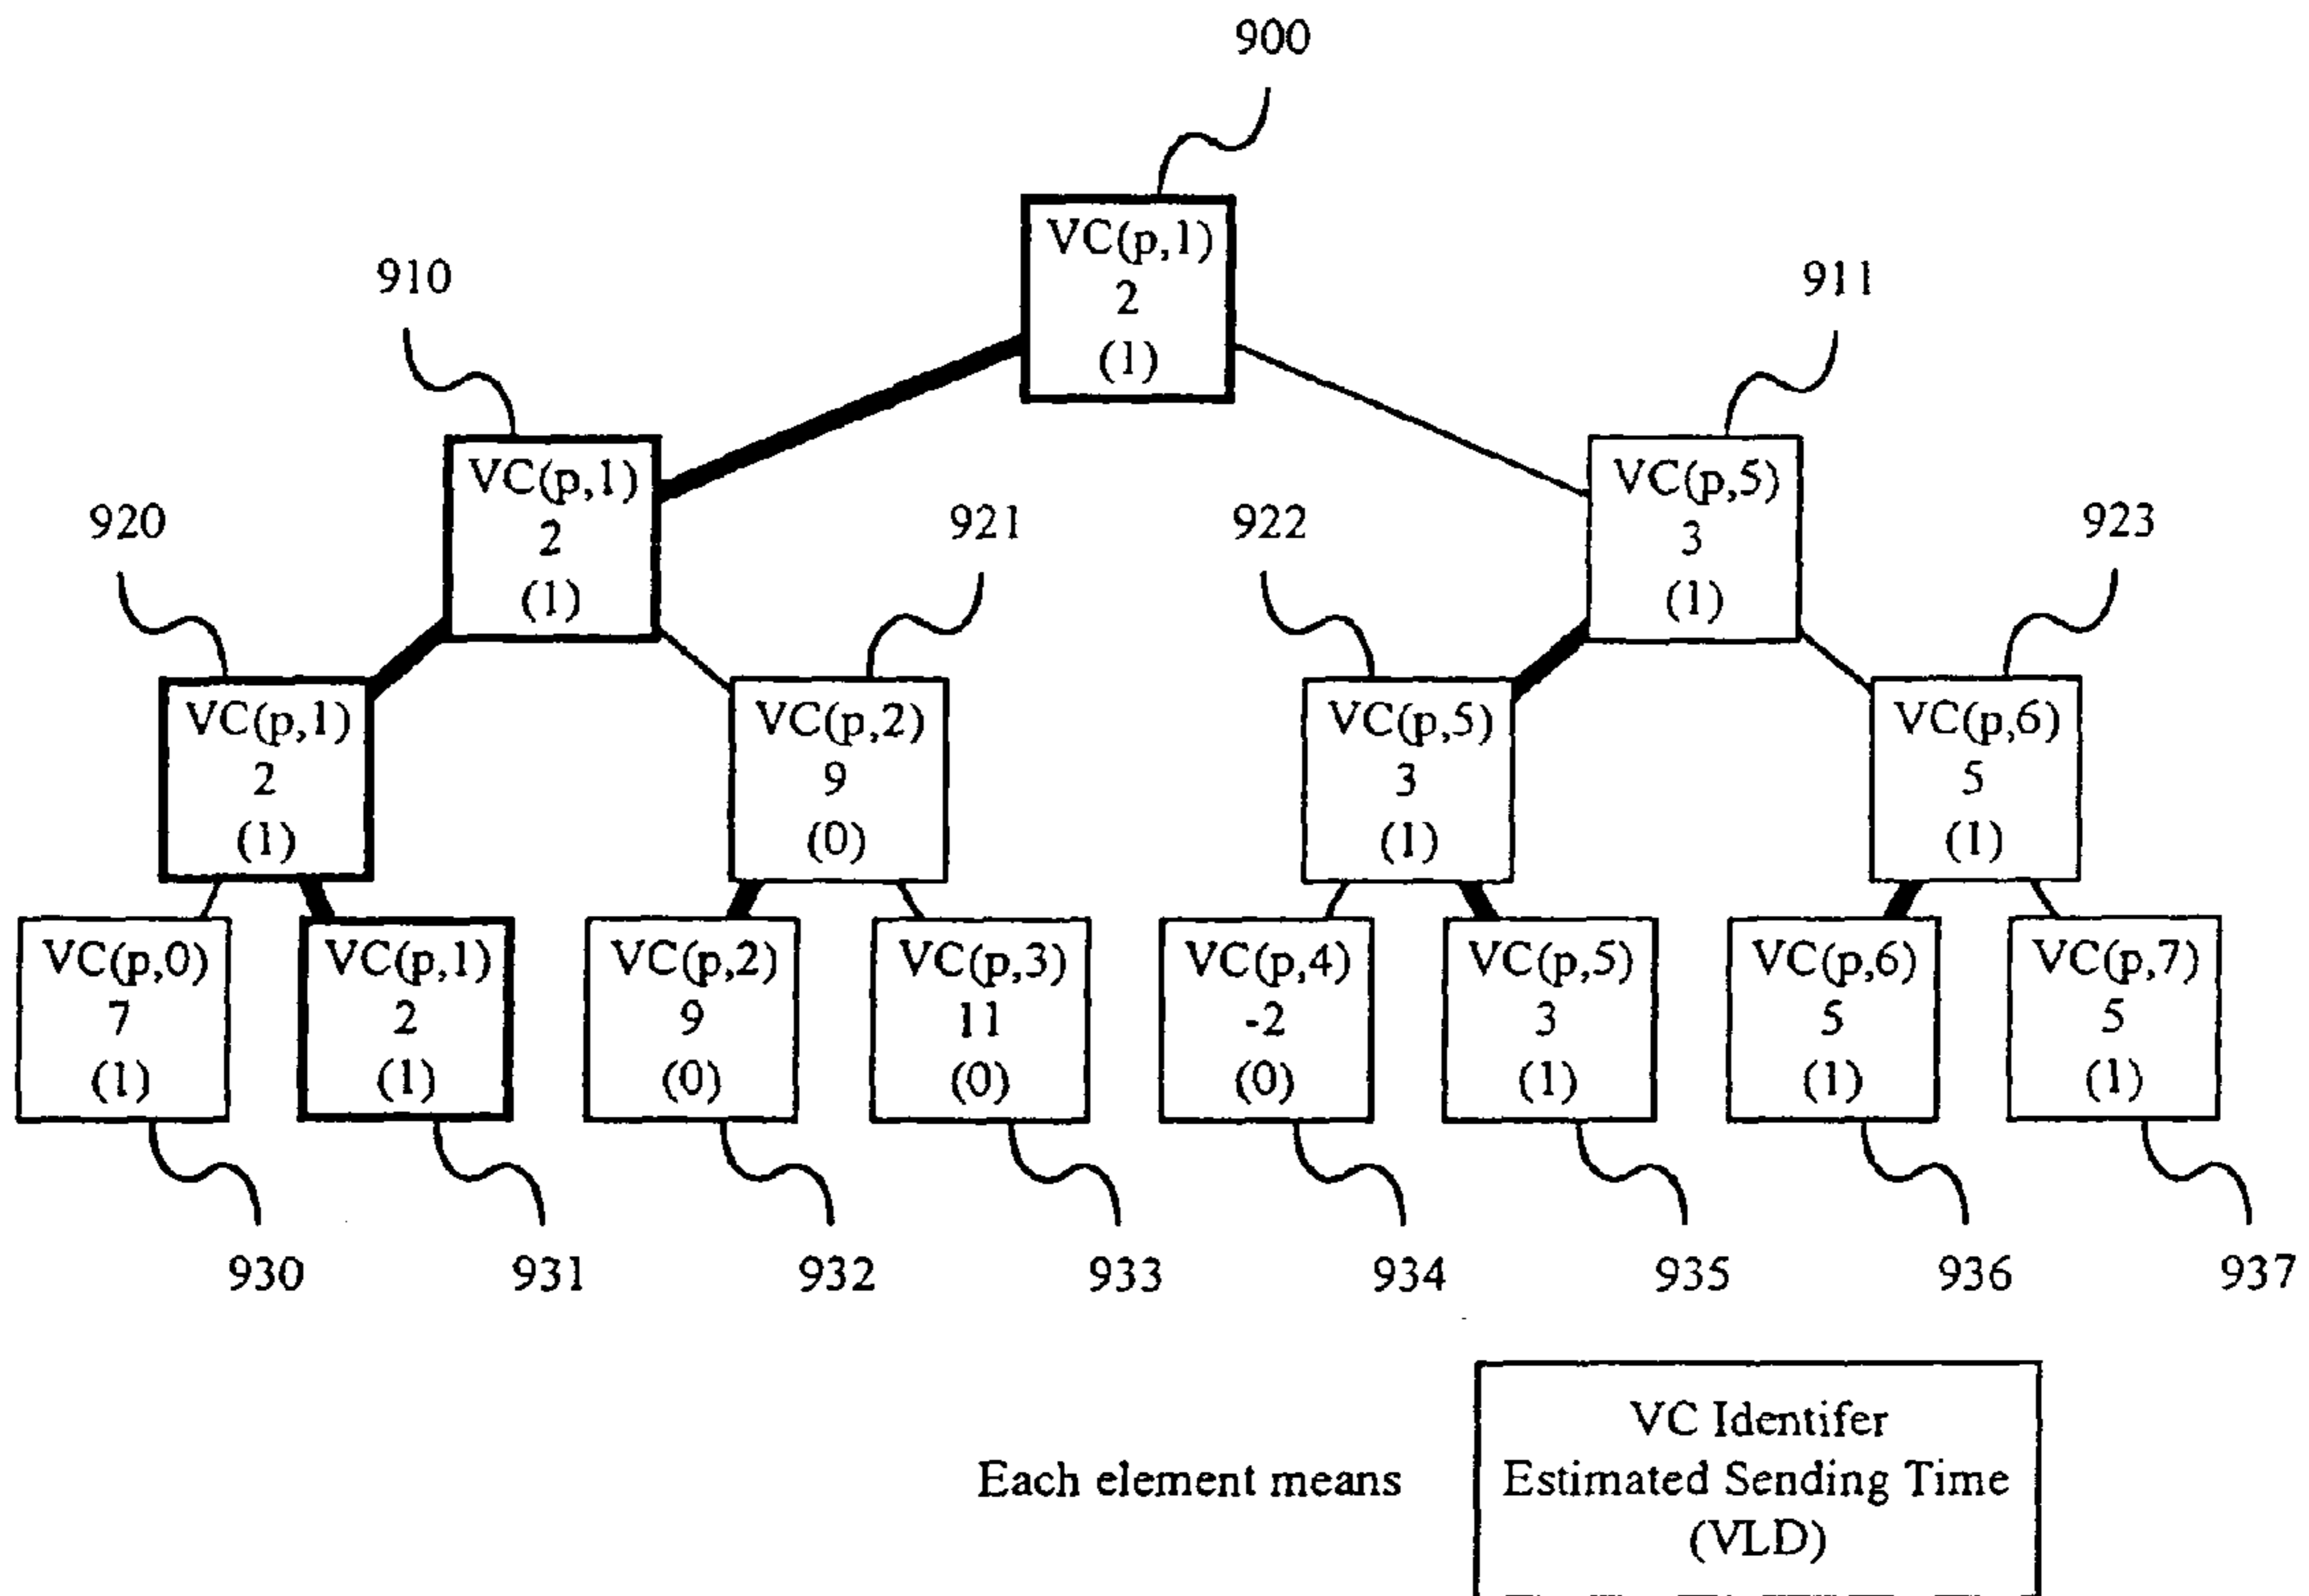 900
VC(p,1)
2
(1)
910
911
VC(p,1)
2
(1)
VC(p,5)
3
(1)
920
921
922
923
VC(p,1)
2
(1)
VC(p,2)
9
(0)
VC(p,5)
3
(1)
VC(p,6)
5
(1)
VC(p,0)
7
(1)
VC(p,1)
2
(1)
VC(p,2)
9
(0)
VC(p,3)
11
(0)
VC(p,4)
-2
(0)
VC(p,5)
3
(1)
VC(p,6)
5
(1)
VC(p,7)
5
(1)
930
931
932
933
934
935
936
937
Each element means
VC Identifer
Estimated Sending Time
(VLD)